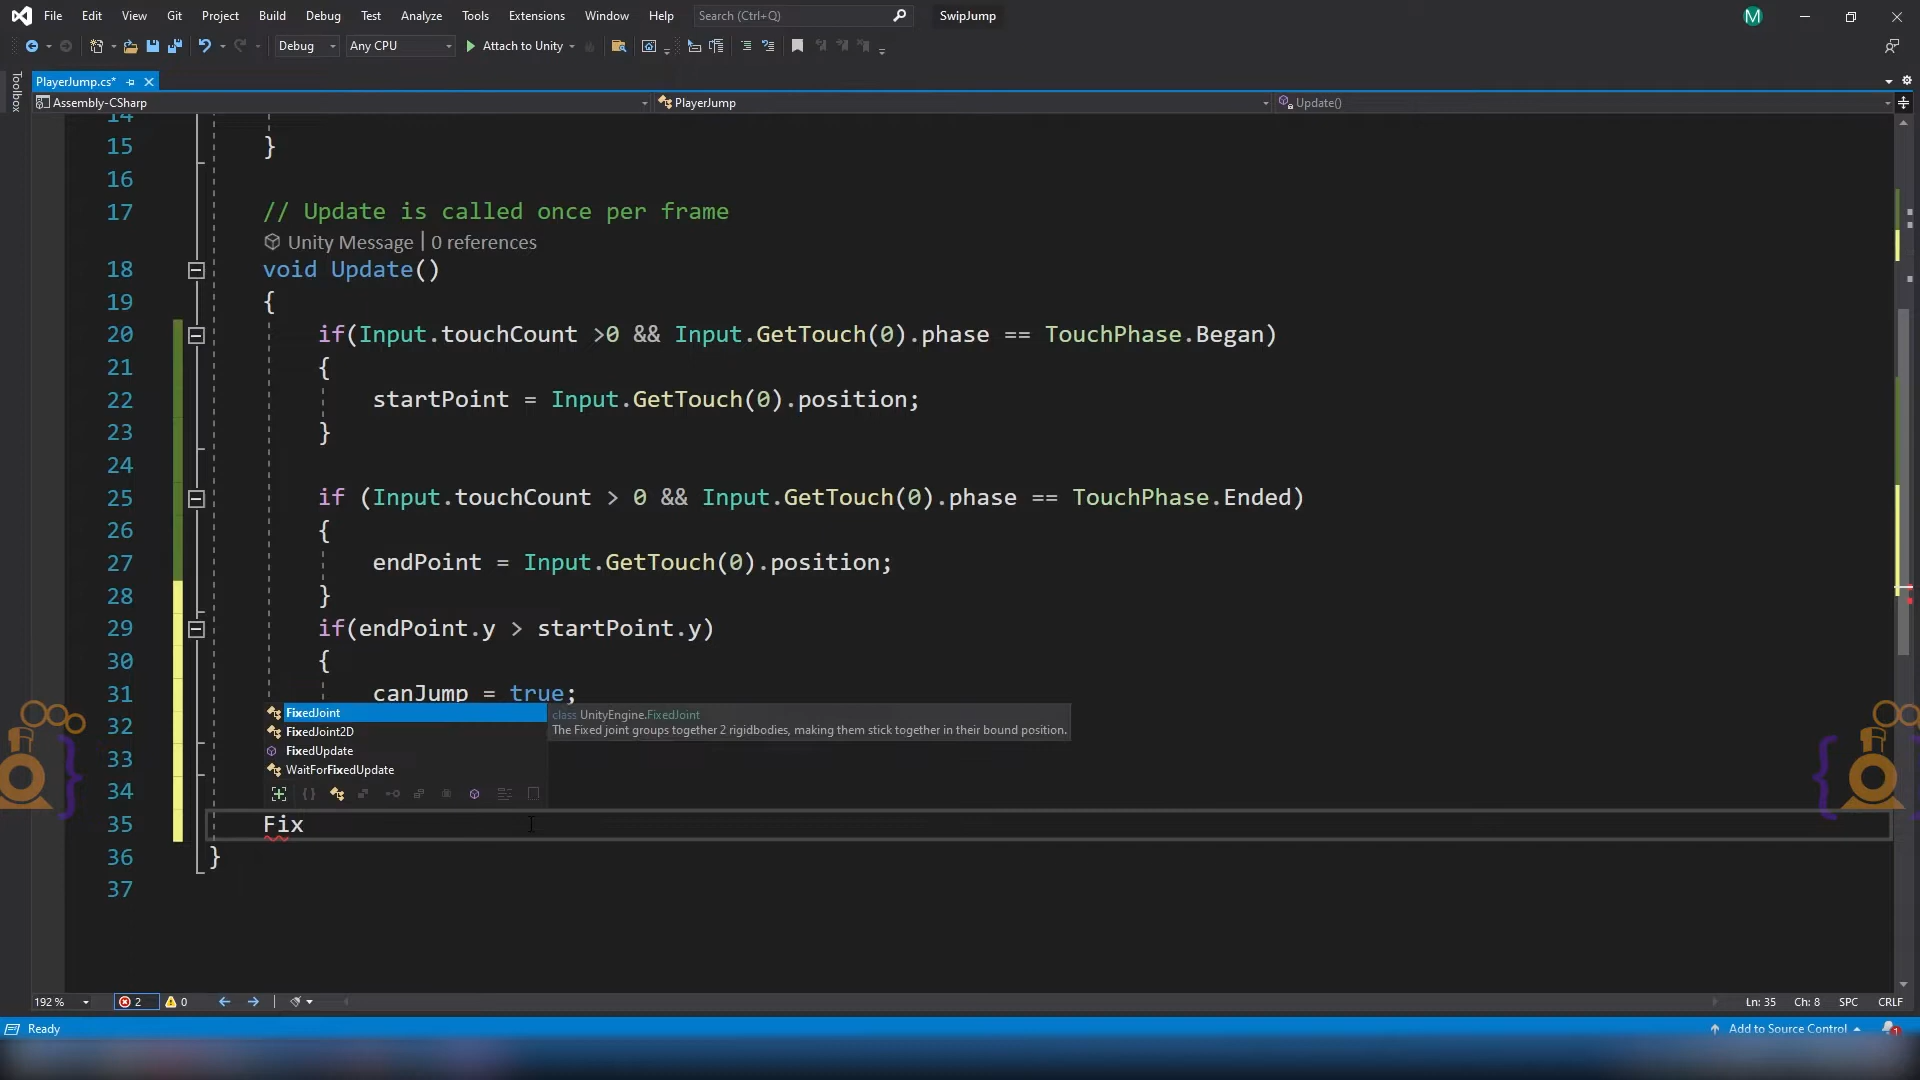 File Edit View Git Project Build Debug Test Analyze Tools Extensions Window Help Search (Ctrl+Q) SwipJump M
Debug Any CPU Attach to Unity
Toolbox
PlayerJump.cs*
Assembly-CSharp PlayerJump Update()
14
15 }
16
17 // Update is called once per frame
Unity Message | 0 references
18 void Update()
19 {
20 if(Input.touchCount >0 && Input.GetTouch(0).phase == TouchPhase.Began)
21 {
22 startPoint = Input.GetTouch(0).position;
23 }
24
25 if (Input.touchCount > 0 && Input.GetTouch(0).phase == TouchPhase.Ended)
26 {
27 endPoint = Input.GetTouch(0).position;
28 }
29 if(endPoint.y > startPoint.y)
30 {
31 canJump = true;
32
33
34
35 Fix
36 }
37
FixedJoint
FixedJoint2D
FixedUpdate
WaitForFixedUpdate
class UnityEngine.FixedJoint
The Fixed joint groups together 2 rigidbodies, making them stick together in their bound position.
192 % 2 0 Ln: 35 Ch: 8 SPC CRLF
Ready Add to Source Control 1